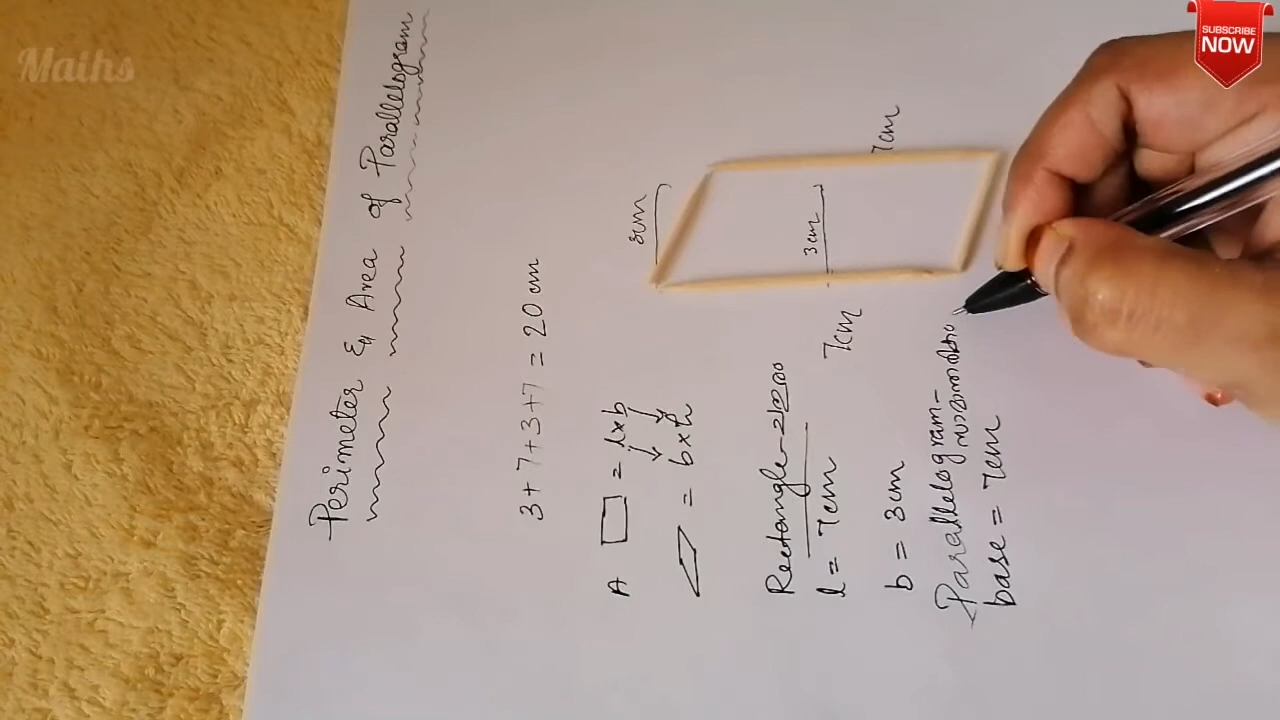 Maths
SUBSCRIBE
NOW
Perimeter & Area of Parallelogram
3+7+3+7 = 20 cm
A = l×b
= b×h
Rectangle-
l = 7cm
b = 3cm
Parallelogram-
base = 7cm
3cm
3cm
7cm
7cm